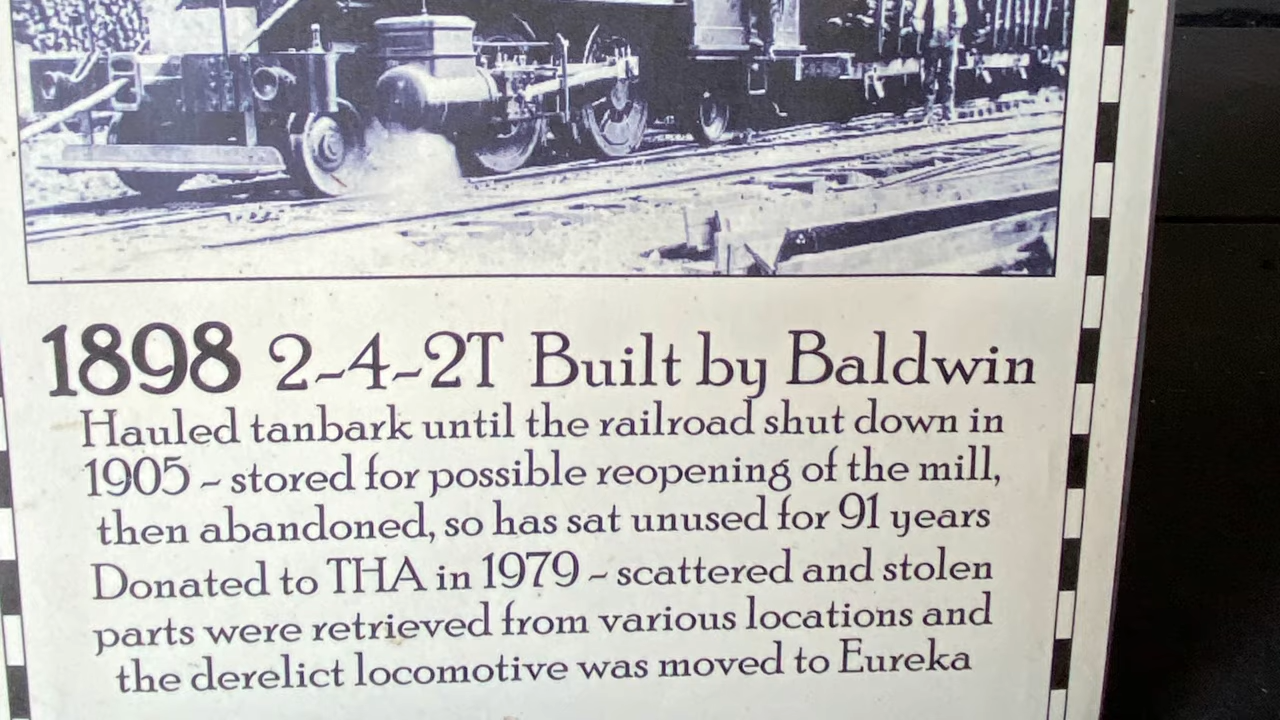 1898 2-4-2T Built by Baldwin
Hauled tanbark until the railroad shut down in
1905 ~ stored for possible reopening of the mill,
then abandoned, so has sat unused for 91 years
Donated to THA in 1979 ~ scattered and stolen
parts were retrieved from various locations and
the derelict locomotive was moved to Eureka